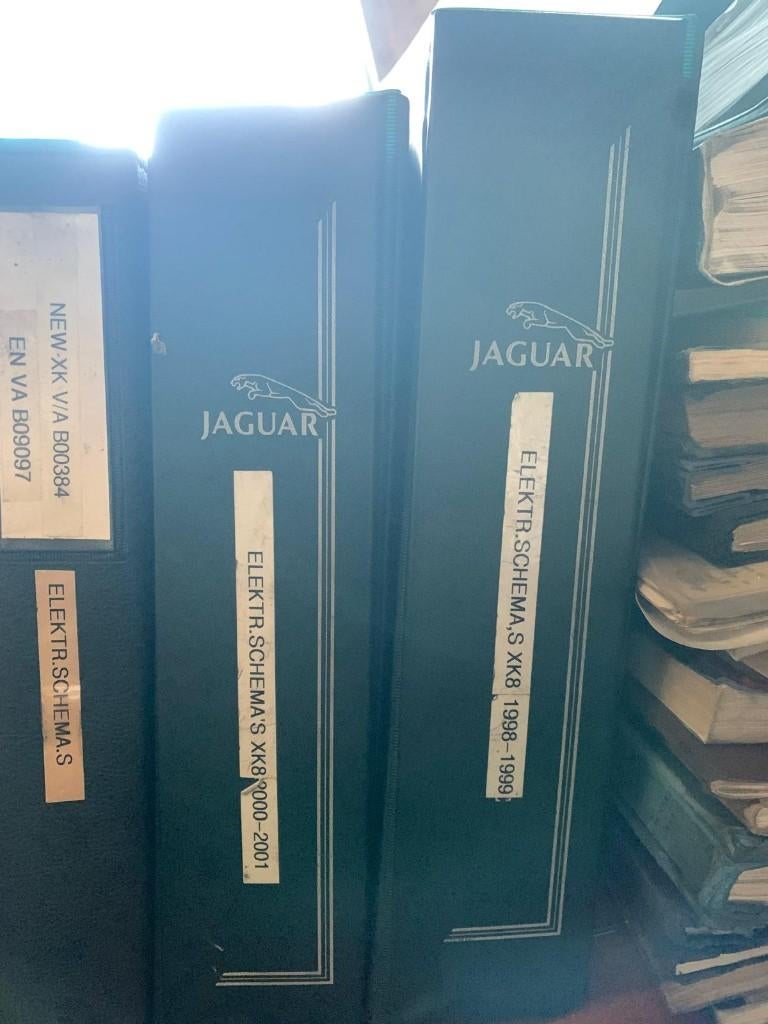 NEW-XK V/A B00384
EN VA B09097
ELEKTR.SCHEMA.S
JAGUAR
ELEKTR.SCHEMA'S XK8 2000-2001
JAGUAR
ELEKTR.SCHEMA,S XK8 1998-1999